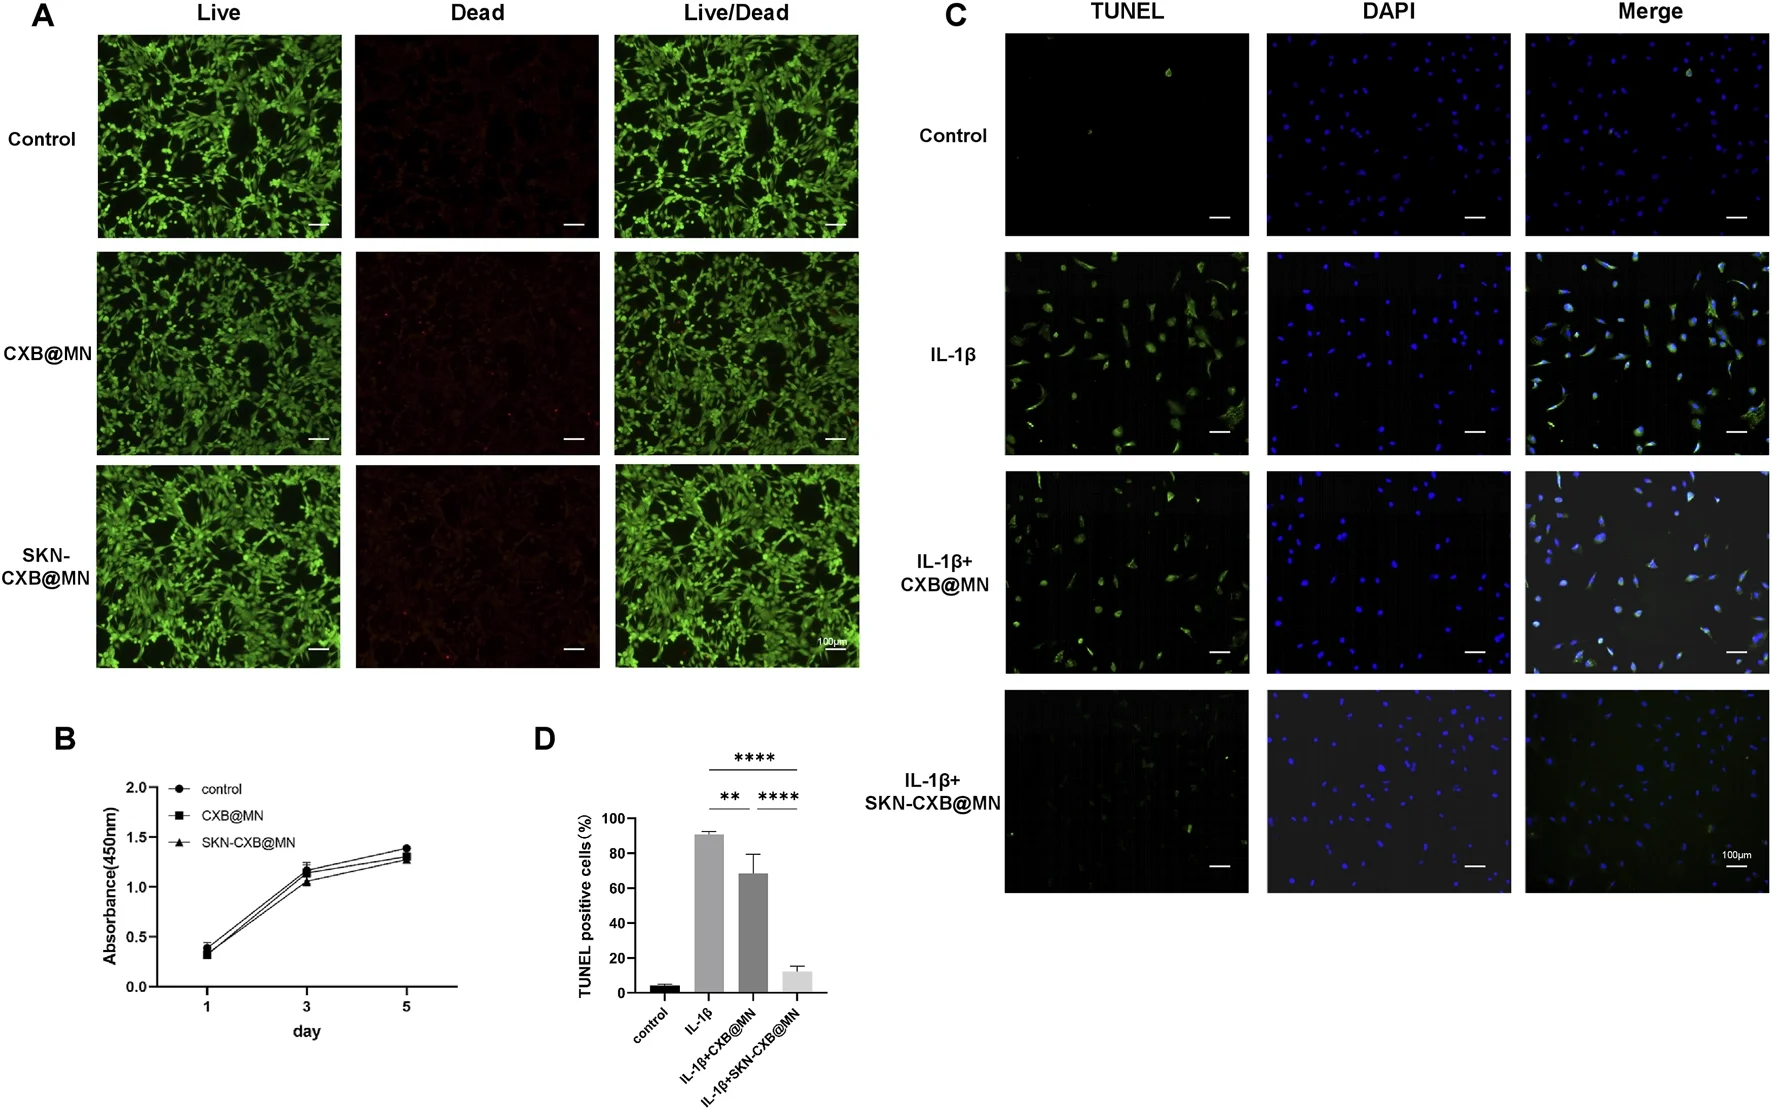 A
Live
Dead
Live/Dead
Control
CXB@MN
SKN-
CXB@MN
100μm
C
TUNEL
DAPI
Merge
Control
IL-1β
IL-1β+
CXB@MN
IL-1β+
SKN-CXB@MN
100μm
B
2.0
1.5
1.0
0.5
0.0
Absorbance(450nm)
control
CXB@MN
SKN-CXB@MN
1
3
5
day
D
****
**
****
100
80
60
40
20
0
TUNEL positive cells(%)
control
IL-1β
IL-1β+CXB@MN
IL-1β+SKN-CXB@MN